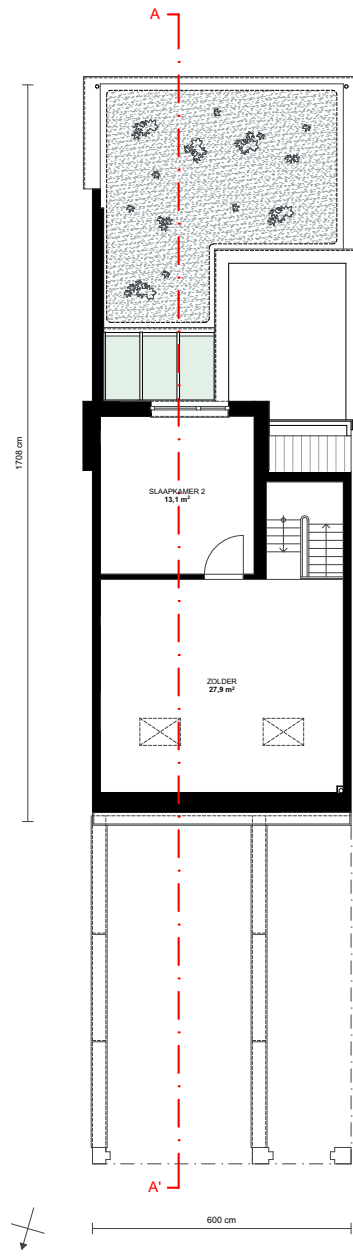 A
1708 cm
SLAAPKAMER 2
13,1 m²
ZOLDER
27,9 m²
A'
600 cm